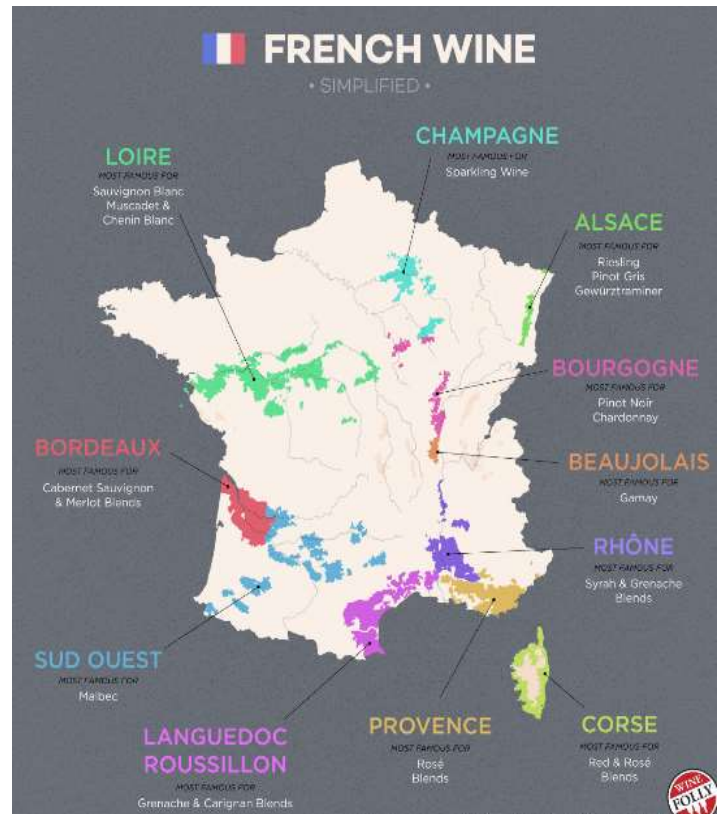 FRENCH WINE
• SIMPLIFIED •
CHAMPAGNE
MOST FAMOUS FOR
Sparkling Wine
LOIRE
MOST FAMOUS FOR
Sauvignon Blanc
Muscadet &
Chenin Blanc
ALSACE
MOST FAMOUS FOR
Riesling
Pinot Gris
Gewürztraminer
BOURGOGNE
MOST FAMOUS FOR
Pinot Noir
Chardonnay
BORDEAUX
MOST FAMOUS FOR
Cabernet Sauvignon
& Merlot Blends
BEAUJOLAIS
MOST FAMOUS FOR
Gamay
RHÔNE
MOST FAMOUS FOR
Syrah & Grenache
Blends
SUD OUEST
MOST FAMOUS FOR
Malbec
LANGUEDOC
ROUSSILLON
MOST FAMOUS FOR
Grenache & Carignan Blends
PROVENCE
MOST FAMOUS FOR
Rosé
Blends
CORSE
MOST FAMOUS FOR
Red & Rosé
Blends
WINE
FOLLY